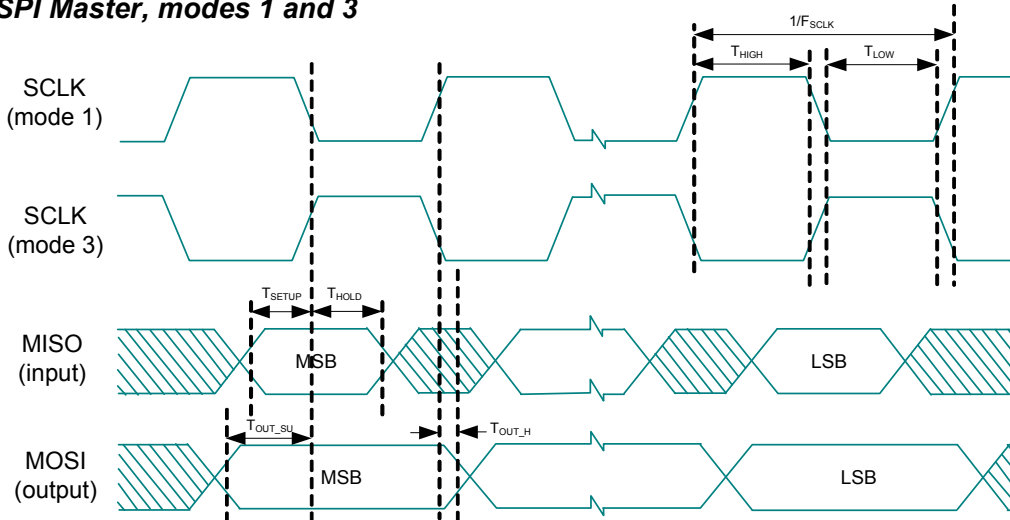 SPI Master, modes 1 and 3
1/FSCLK
THIGH
TLOW
SCLK
(mode 1)
SCLK
(mode 3)
TSETUP
THOLD
MISO
(input)
MSB
LSB
TOUT_SU
TOUT_H
MOSI
(output)
MSB
LSB